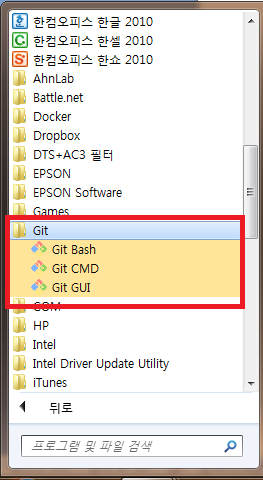 한컴오피스 한글 2010
한컴오피스 한셀 2010
한컴오피스 한쇼 2010
AhnLab
Battle.net
Docker
Dropbox
DTS+AC3 필터
EPSON
EPSON Software
Games
Git
Git Bash
Git CMD
Git GUI
GOM
HP
Intel
Intel Driver Update Utility
iTunes
뒤로
프로그램 및 파일 검색